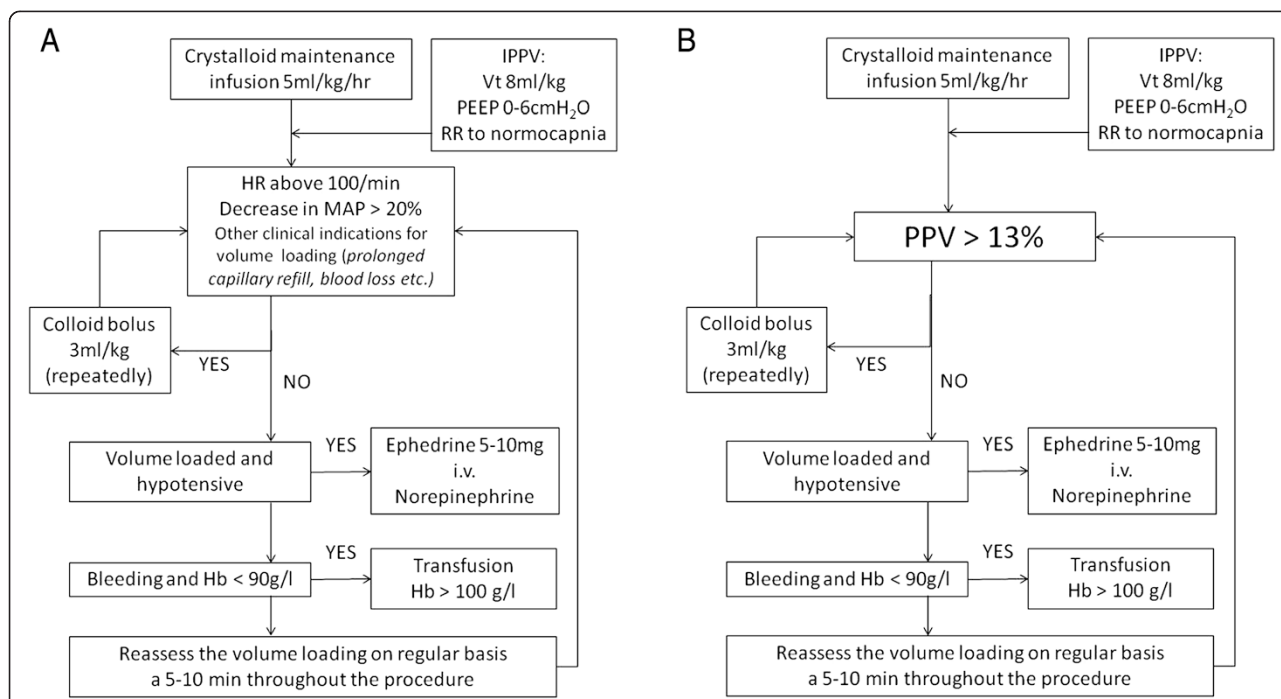 A
Crystalloid maintenance
infusion 5ml/kg/hr
IPPV:
Vt 8ml/kg
PEEP 0-6cmH₂O
RR to normocapnia
HR above 100/min
Decrease in MAP > 20%
Other clinical indications for
volume loading (prolonged
capillary refill, blood loss etc.)
Colloid bolus
3ml/kg
(repeatedly)
YES
NO
Volume loaded and
hypotensive
YES
Ephedrine 5-10mg
i.v.
Norepinephrine
Bleeding and Hb < 90g/l
YES
Transfusion
Hb > 100 g/l
Reassess the volume loading on regular basis
a 5-10 min throughout the procedure
B
Crystalloid maintenance
infusion 5ml/kg/hr
IPPV:
Vt 8ml/kg
PEEP 0-6cmH₂O
RR to normocapnia
PPV > 13%
Colloid bolus
3ml/kg
(repeatedly)
YES
NO
Volume loaded and
hypotensive
YES
Ephedrine 5-10mg
i.v.
Norepinephrine
Bleeding and Hb < 90g/l
YES
Transfusion
Hb > 100 g/l
Reassess the volume loading on regular basis
a 5-10 min throughout the procedure